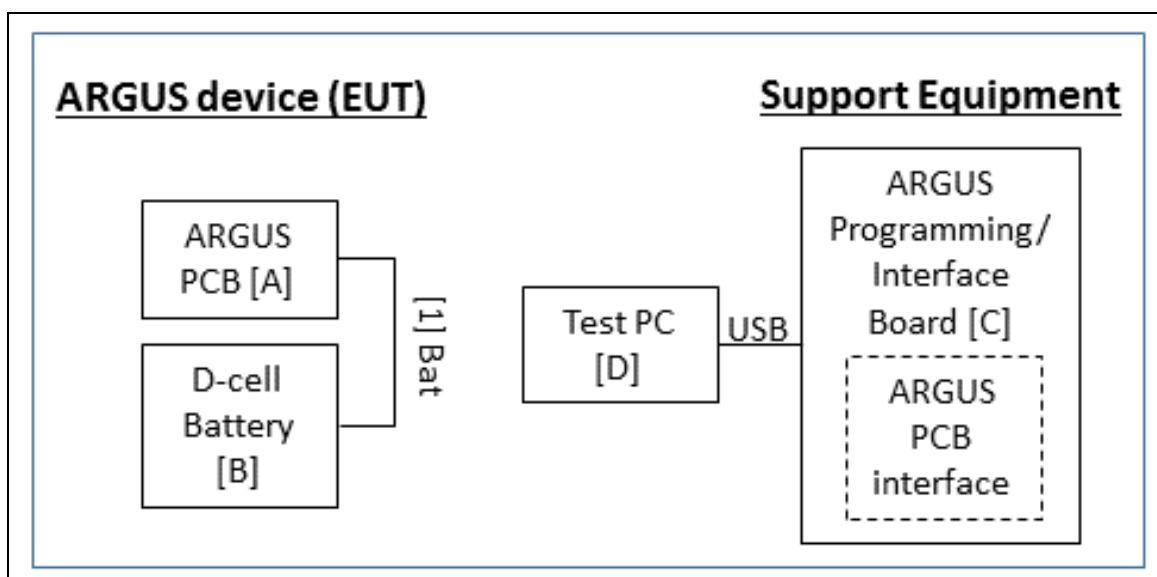 ARGUS device (EUT)
Support Equipment
ARGUS
PCB [A]
D-cell
Battery
[B]
[1] Bat
Test PC
[D]
USB
ARGUS
Programming/
Interface
Board [C]
ARGUS
PCB
interface